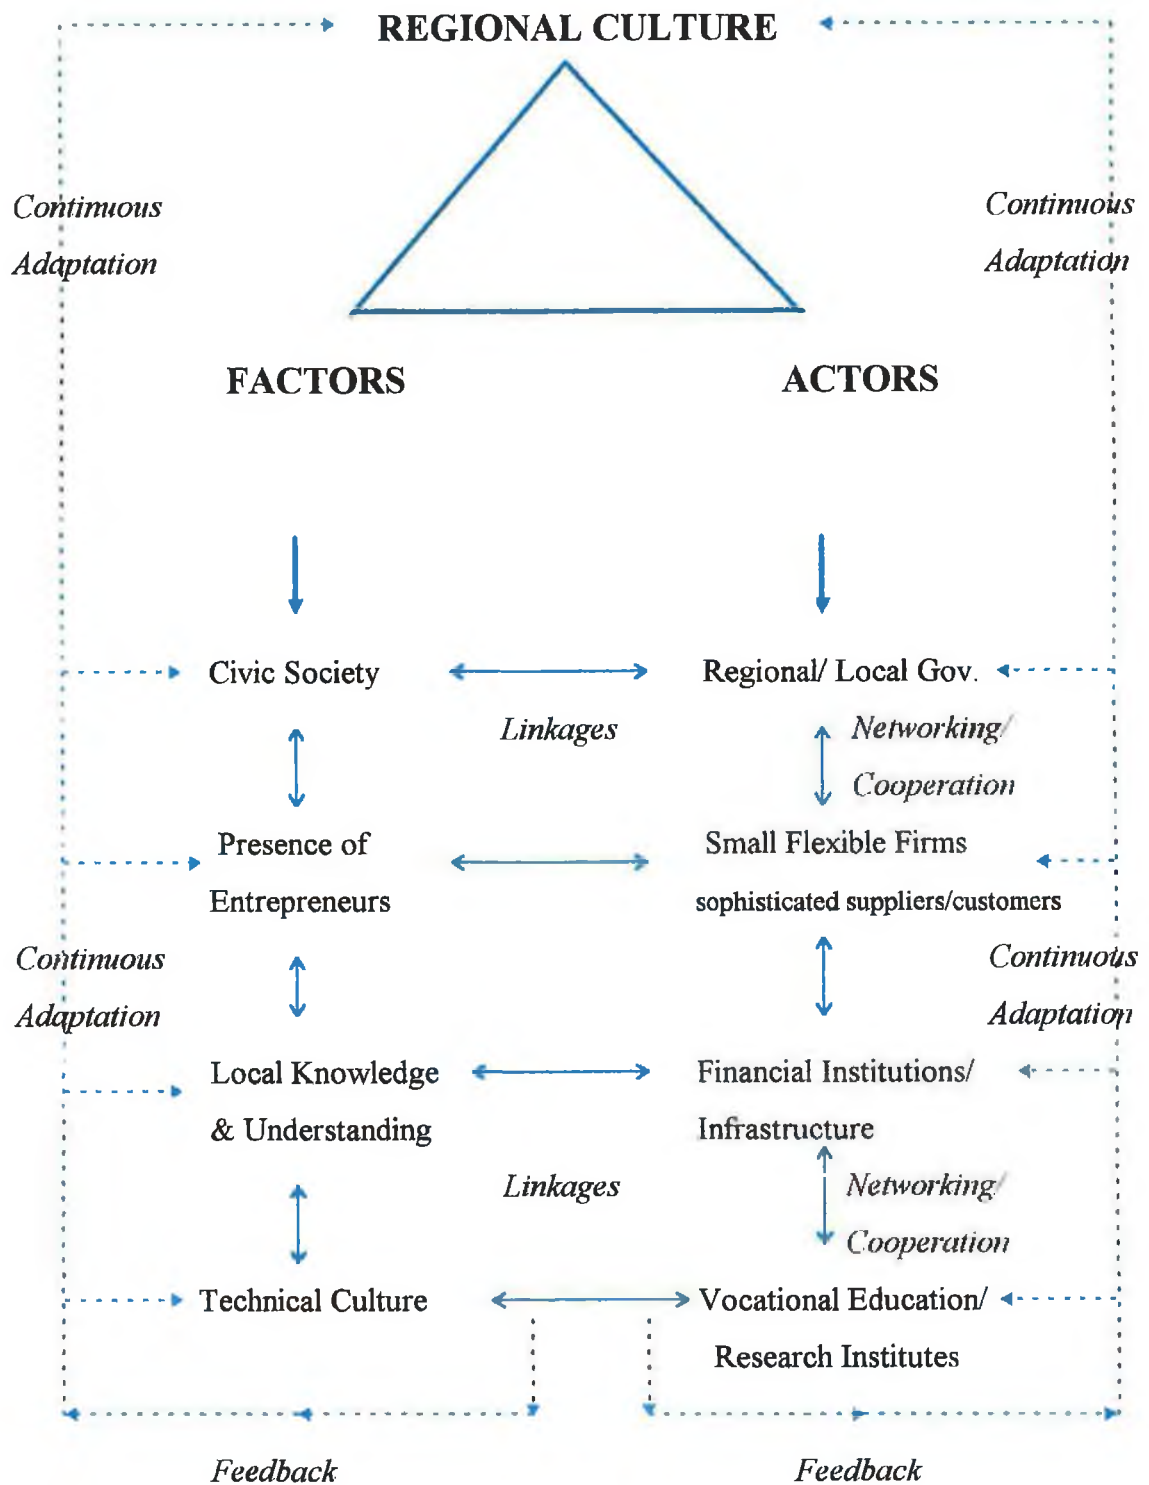 REGIONAL CULTURE
Continuous
Adaptation
Continuous
Adaptation
FACTORS
ACTORS
Civic Society
Regional/ Local Gov.
Linkages
Networking/
Cooperation
Presence of
Entrepreneurs
Small Flexible Firms
sophisticated suppliers/customers
Continuous
Adaptation
Continuous
Adaptation
Local Knowledge
& Understanding
Financial Institutions/
Infrastructure
Linkages
Networking/
Cooperation
Technical Culture
Vocational Education/
Research Institutes
Feedback
Feedback